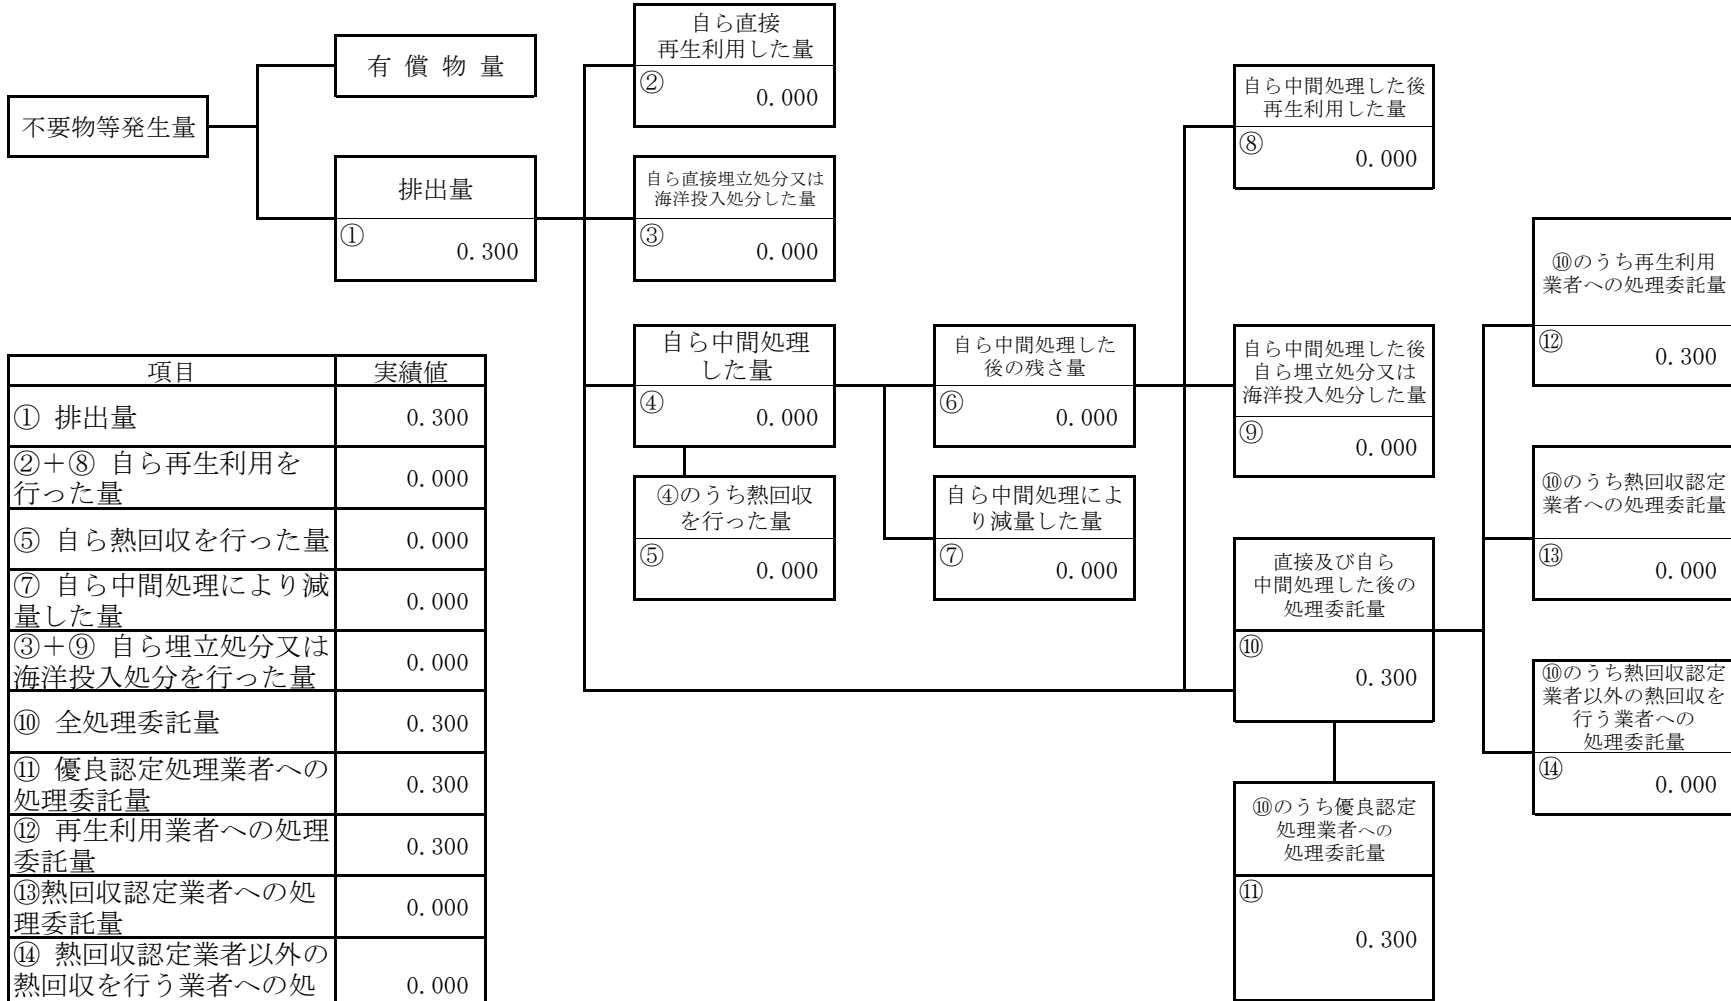 不要物等発生量
有 償 物 量
排出量
①
0.300
自ら直接
再生利用した量
②
0.000
自ら直接埋立処分又は
海洋投入処分した量
③
0.000
自ら中間処理
した量
④
0.000
④のうち熱回収
を行った量
⑤
0.000
自ら中間処理した
後の残さ量
⑥
0.000
自ら中間処理によ
り減量した量
⑦
0.000
自ら中間処理した後
再生利用した量
⑧
0.000
自ら中間処理した後
自ら埋立処分又は
海洋投入処分した量
⑨
0.000
直接及び自ら
中間処理した後の
処理委託量
⑩
0.300
⑩のうち優良認定
処理業者への
処理委託量
⑪
0.300
⑩のうち再生利用
業者への処理委託量
⑫
0.300
⑩のうち熱回収認定
業者への処理委託量
⑬
0.000
⑩のうち熱回収認定
業者以外の熱回収を
行う業者への
処理委託量
⑭
0.000
項目 実績値
① 排出量 0.300
②＋⑧ 自ら再生利用を
行った量 0.000
⑤ 自ら熱回収を行った量 0.000
⑦ 自ら中間処理により減
量した量 0.000
③＋⑨ 自ら埋立処分又は
海洋投入処分を行った量 0.000
⑩ 全処理委託量 0.300
⑪ 優良認定処理業者への
処理委託量 0.300
⑫ 再生利用業者への処理
委託量 0.300
⑬熱回収認定業者への処
理委託量 0.000
⑭ 熱回収認定業者以外の
熱回収を行う業者への処 0.000